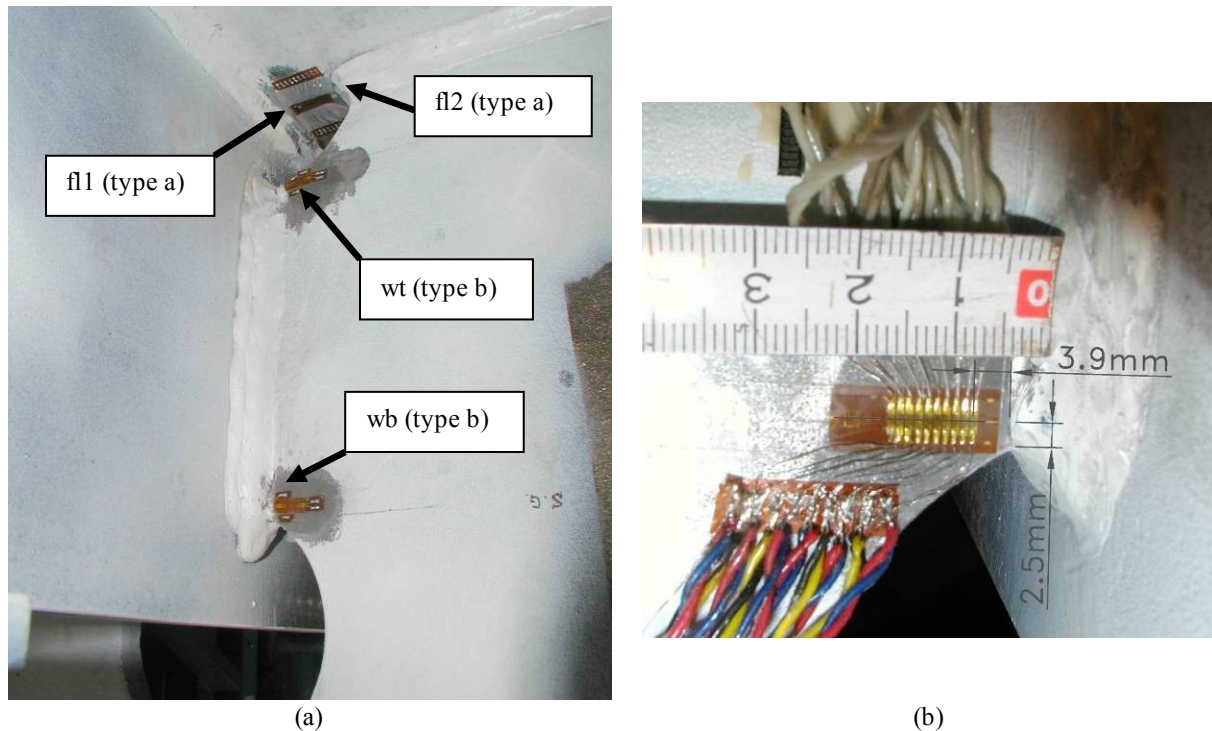 fl2 (type a)
fl1 (type a)
wt (type b)
wb (type b)
S.G.
3 2 1 0
3.9mm
2.5mm
(a)
(b)